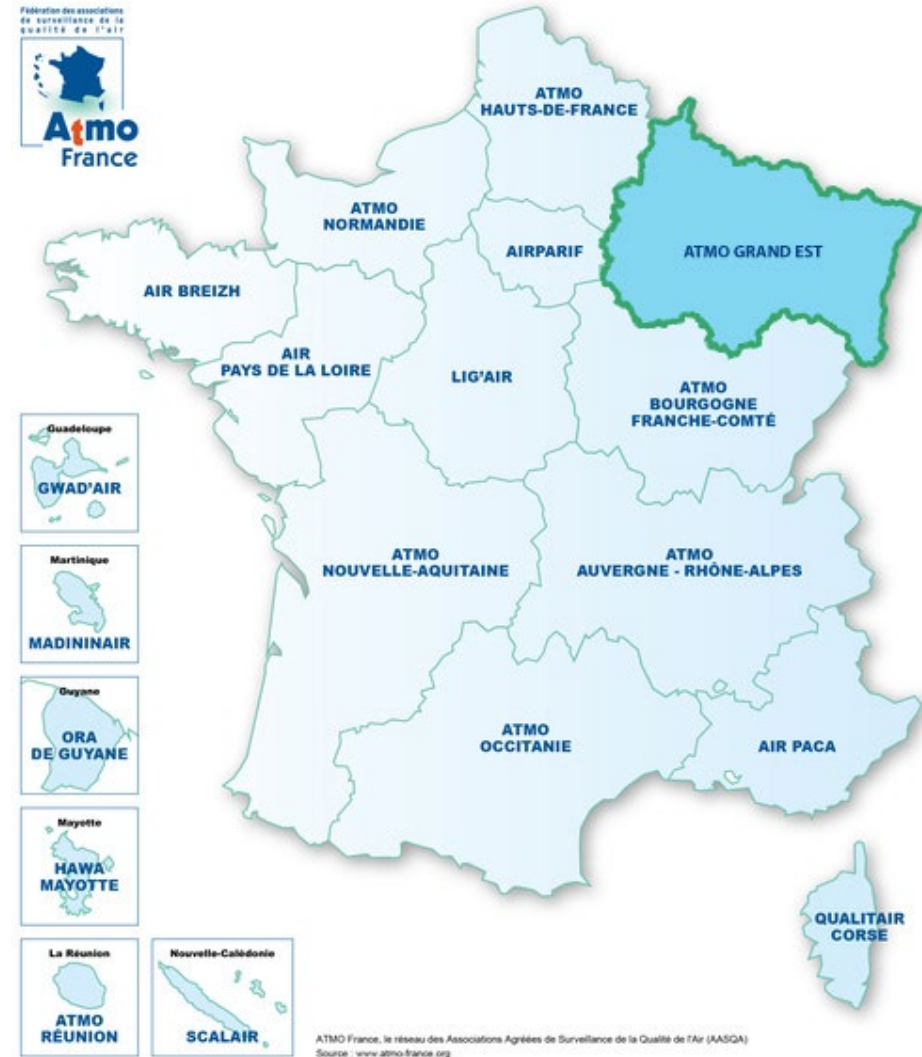 Fédération des associations
de surveillance de la
qualité de l'air
Atmo
France
ATMO
HAUTS-DE-FRANCE
ATMO
NORMANDIE
AIRPARIF
ATMO GRAND EST
AIR BREIZH
AIR
PAYS DE LA LOIRE
LIG'AIR
ATMO
BOURGOGNE
FRANCHE-COMTÉ
Guadeloupe
GWAD'AIR
ATMO
NOUVELLE-AQUITAINE
ATMO
AUVERGNE - RHÔNE-ALPES
Martinique
MADININAIR
Guyane
ORA
DE GUYANE
ATMO
OCCITANIE
AIR PACA
Mayotte
HAWA
MAYOTTE
QUALITAIR
CORSE
La Réunion
ATMO
RÉUNION
Nouvelle-Calédonie
SCALAIR
ATMO France, le réseau des Associations Agréées de Surveillance de la Qualité de l'Air (AASQA)
Source : www.atmo-france.org